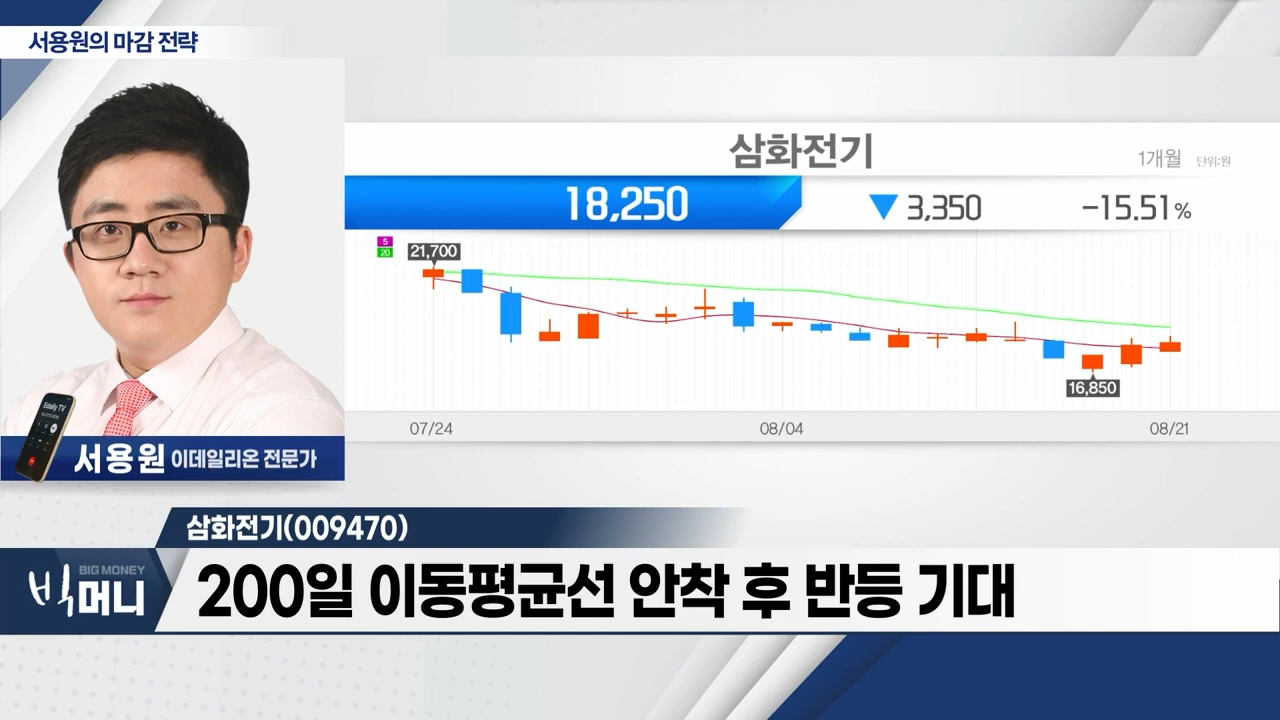 서용원의 마감 전략
삼화전기
1개월 단위:원
18,250 ▼ 3,350 -15.51%
5
20
21,700
16,850
07/24 08/04 08/21
Edaily TV
서용원 이데일리온 전문가
삼화전기(009470)
BIG MONEY
빅머니
200일 이동평균선 안착 후 반등 기대